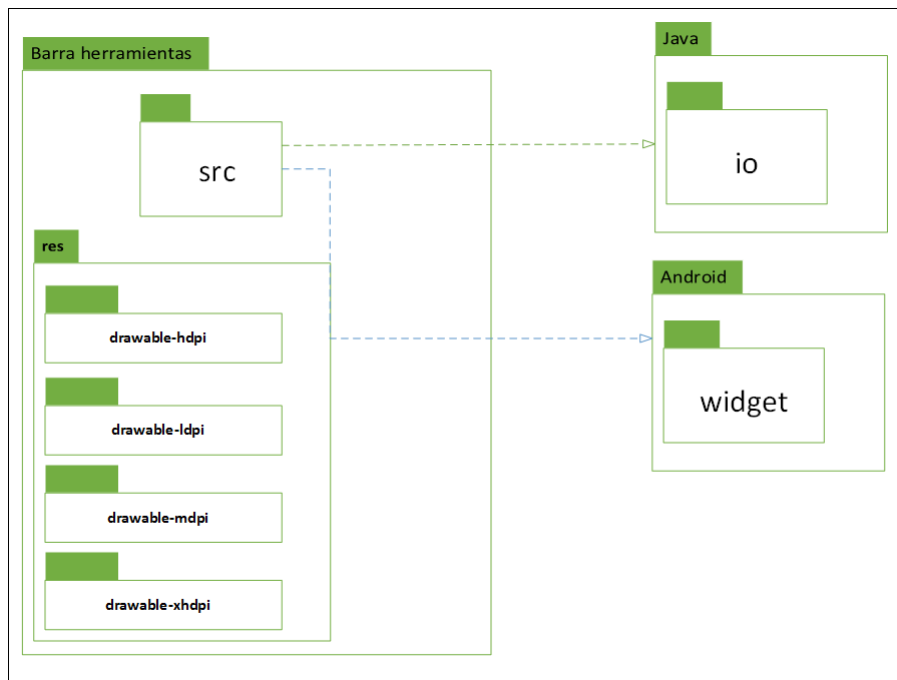 Barra herramientas
src
res
drawable-hdpi
drawable-ldpi
drawable-mdpi
drawable-xhdpi
Java
io
Android
widget